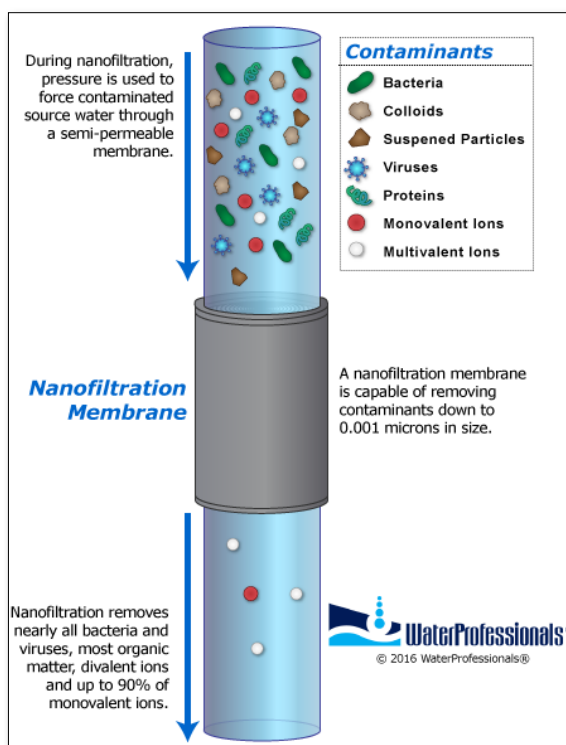 During nanofiltration,
pressure is used to
force contaminated
source water through
a semi-permeable
membrane.
Contaminants
Bacteria
Colloids
Suspened Particles
Viruses
Proteins
Monovalent Ions
Multivalent Ions
Nanofiltration
Membrane
A nanofiltration membrane
is capable of removing
contaminants down to
0.001 microns in size.
Nanofiltration removes
nearly all bacteria and
viruses, most organic
matter, divalent ions
and up to 90% of
monovalent ions.
WaterProfessionals®
© 2016 WaterProfessionals®